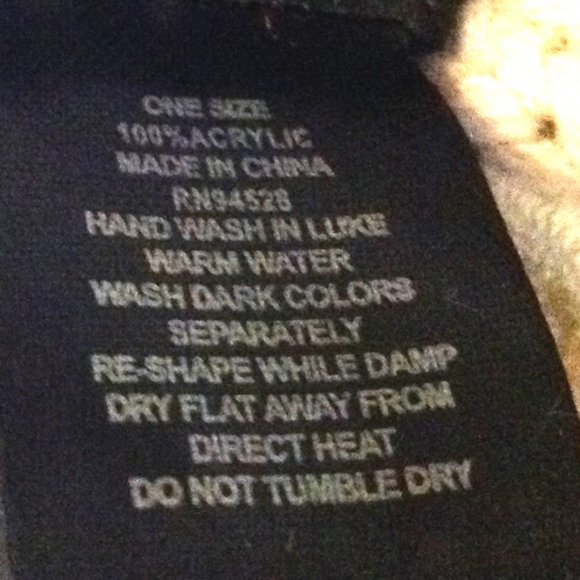 ONE SIZE
100%ACRYLIC
MADE IN CHINA
RN94528
HAND WASH IN LUKE
WARM WATER
WASH DARK COLORS
SEPARATELY
RE-SHAPE WHILE DAMP
DRY FLAT AWAY FROM
DIRECT HEAT
DO NOT TUMBLE DRY